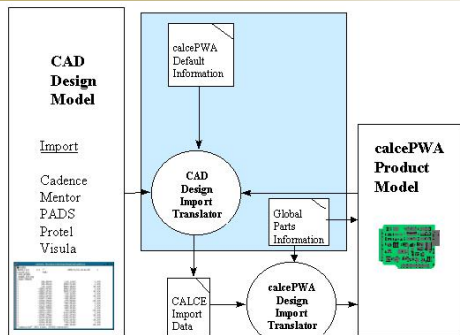 CAD
Design
Model
Import
Cadence
Mentor
PADS
Protel
Visula
calcePWA
Default
Information
CAD
Design
Import
Translator
Global
Parts
Information
CALCE
Import
Data
calcePWA
Design
Import
Translator
calcePWA
Product
Model